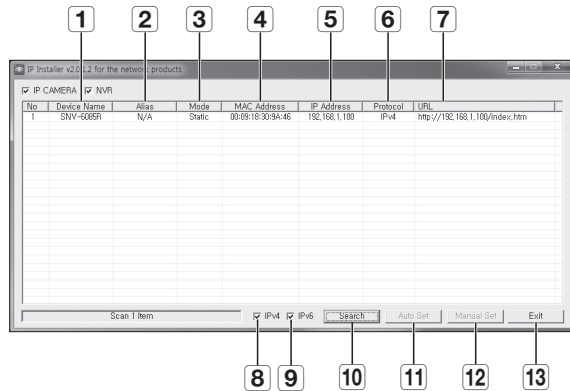 1 2 3 4 5 6 7
IP Installer v2.0.1.2 for the network products
IP CAMERA NVR
No Device Name Alias Mode MAC Address IP Address Protocol URL
1 SNV-6085R N/A Static 00:09:18:30:9A:46 192,168,1,100 IPv4 http://192,168,1,100/index,htm
Scan 1 Item IPv4 IPv6 Search Auto Set Manual Set Exit
8 9 10 11 12 13